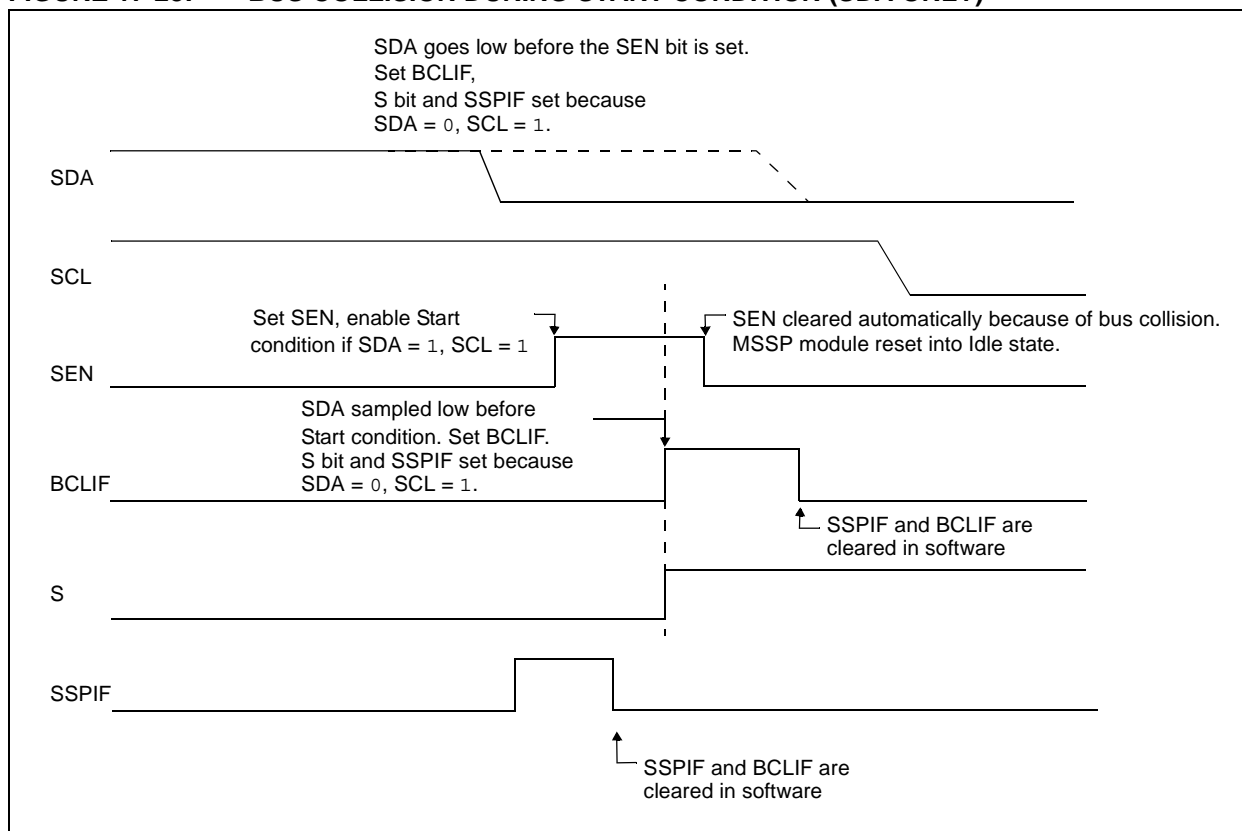 SDA goes low before the SEN bit is set.
Set BCLIF,
S bit and SSPIF set because
SDA = 0, SCL = 1.
SDA
SCL
Set SEN, enable Start
condition if SDA = 1, SCL = 1
SEN cleared automatically because of bus collision.
MSSP module reset into Idle state.
SEN
SDA sampled low before
Start condition. Set BCLIF.
S bit and SSPIF set because
SDA = 0, SCL = 1.
BCLIF
SSPIF and BCLIF are
cleared in software
S
SSPIF
SSPIF and BCLIF are
cleared in software